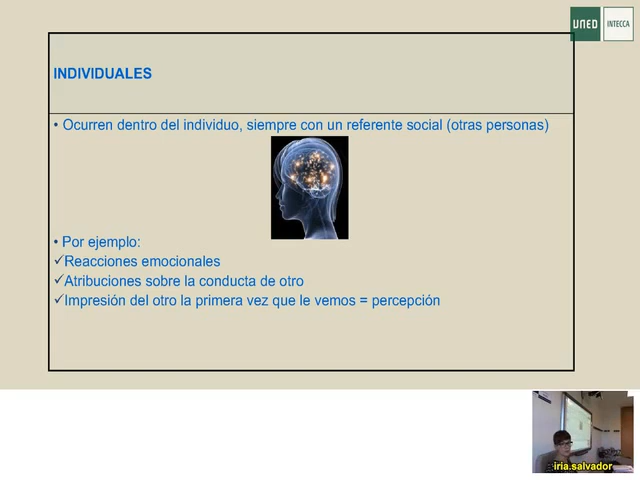 UNED
INTECCA
INDIVIDUALES
• Ocurren dentro del individuo, siempre con un referente social (otras personas)
• Por ejemplo:
✓Reacciones emocionales
✓Atribuciones sobre la conducta de otro
✓Impresión del otro la primera vez que le vemos = percepción
iria.salvador